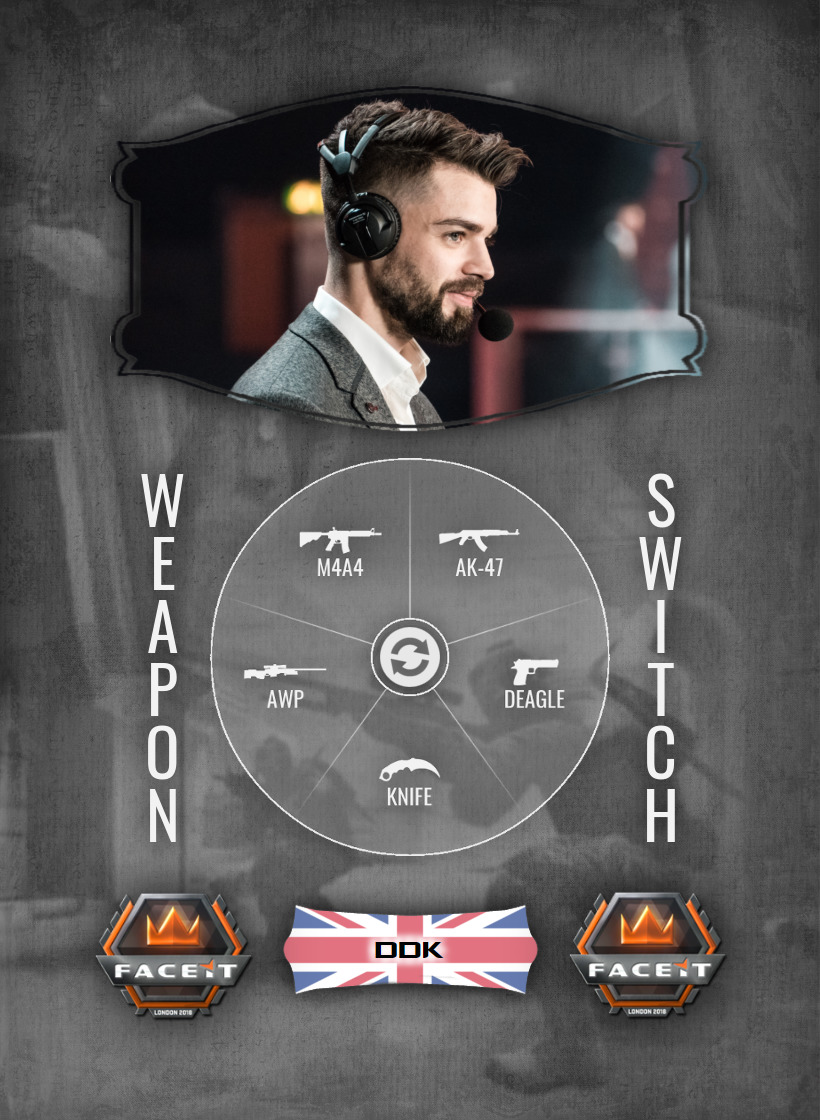 WEAPON
SWITCH
M4A4
AK-47
AWP
DEAGLE
KNIFE
FACEIT
LONDON 2018
DDK
FACEIT
LONDON 2018